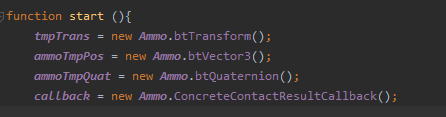 function start (){
tmpTrans = new Ammo.btTransform();
ammoTmpPos = new Ammo.btVector3();
ammoTmpQuat = new Ammo.btQuaternion();
callback = new Ammo.ConcreteContactResultCallback();